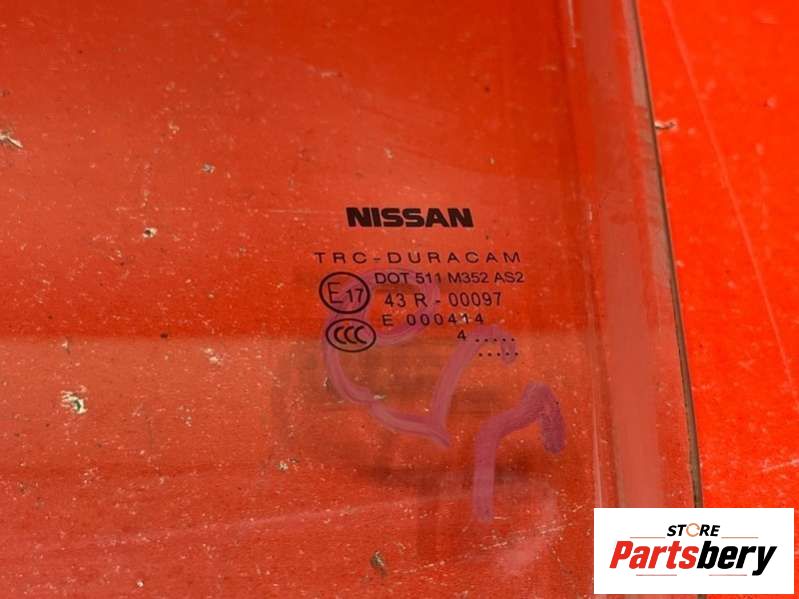 NISSAN
TRC-DURACAM
DOT 511 M352 AS2
E17
43 R - 00097
E 000414
CCC
4 .....
.....
STORE
Partsbery